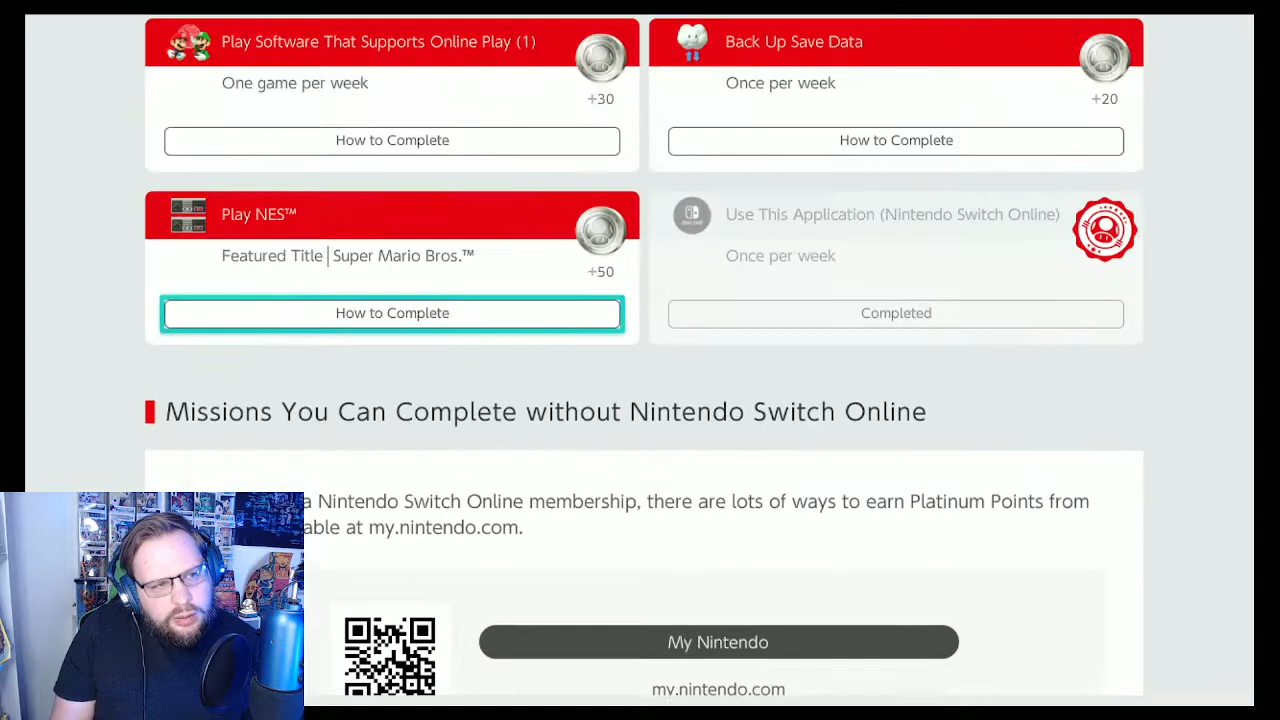 Play Software That Supports Online Play (1)
One game per week
+30
How to Complete
Back Up Save Data
Once per week
+20
How to Complete
Play NES™
Featured Title | Super Mario Bros.™
+50
How to Complete
Use This Application (Nintendo Switch Online)
Once per week
Completed
Missions You Can Complete without Nintendo Switch Online
a Nintendo Switch Online membership, there are lots of ways to earn Platinum Points from
able at my.nintendo.com.
My Nintendo
my.nintendo.com